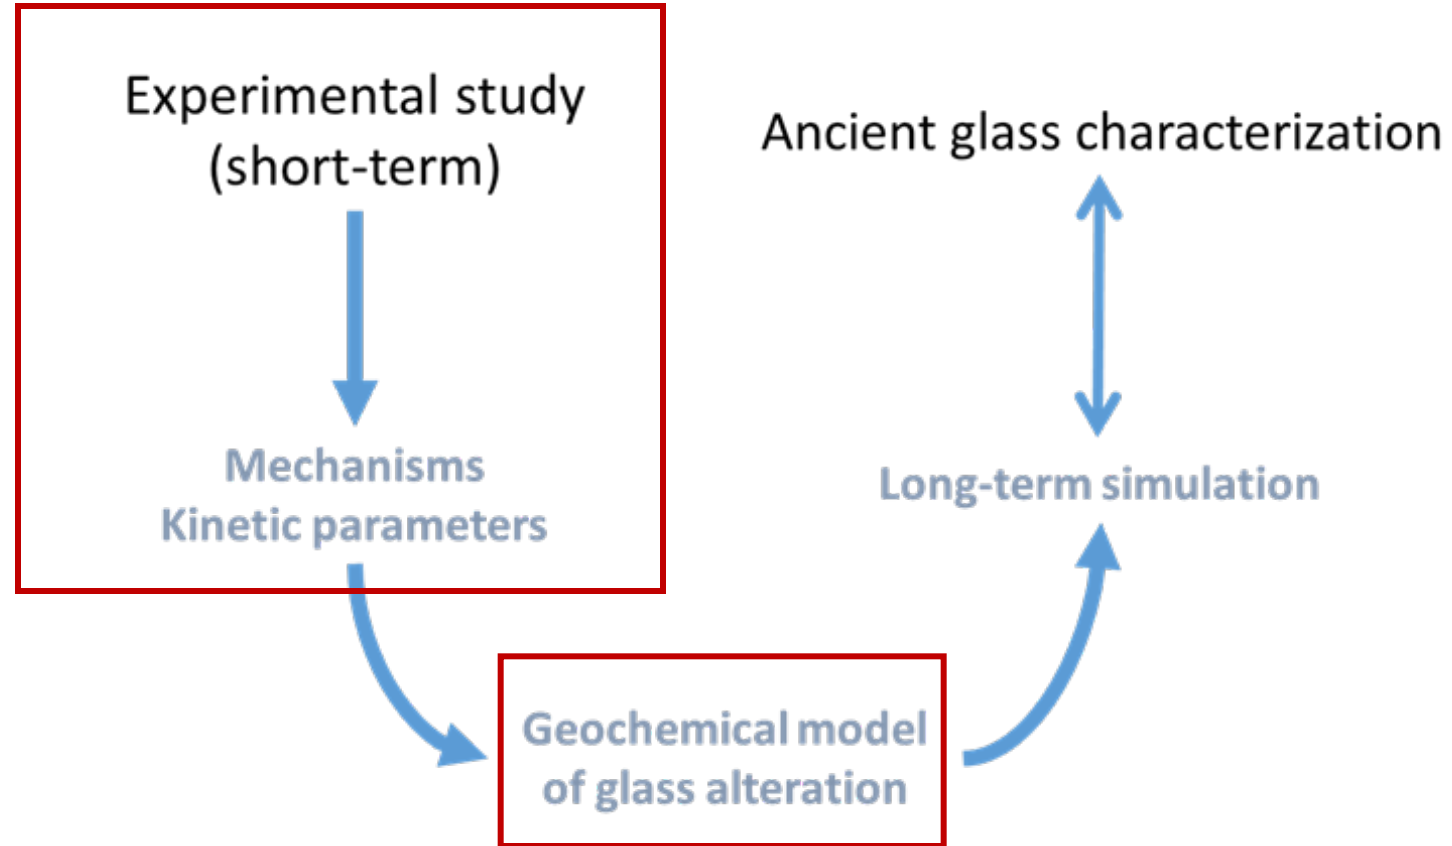 Experimental study
(short-term)
Mechanisms
Kinetic parameters
Geochemical model
of glass alteration
Ancient glass characterization
Long-term simulation